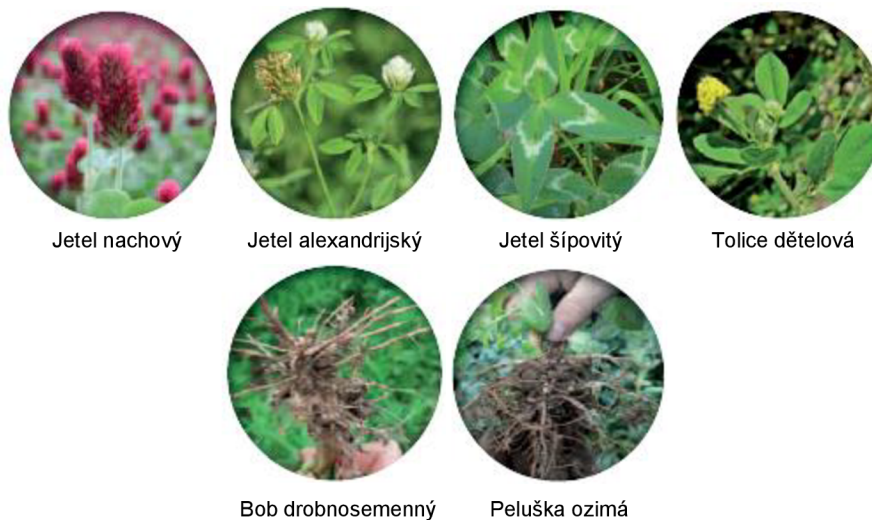 Jetel nachový
Jetel alexandrijský
Jetel šípovitý
Tolice dětelová
Bob drobnosemenný
Peluška ozimá